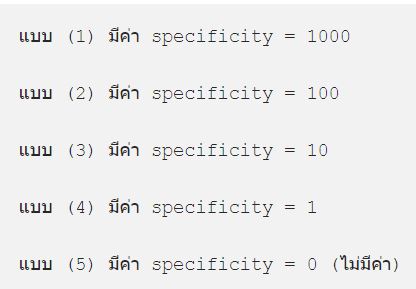 แบบ (1) มีค่า specificity = 1000
แบบ (2) มีค่า specificity = 100
แบบ (3) มีค่า specificity = 10
แบบ (4) มีค่า specificity = 1
แบบ (5) มีค่า specificity = 0 (ไม่มีค่า)